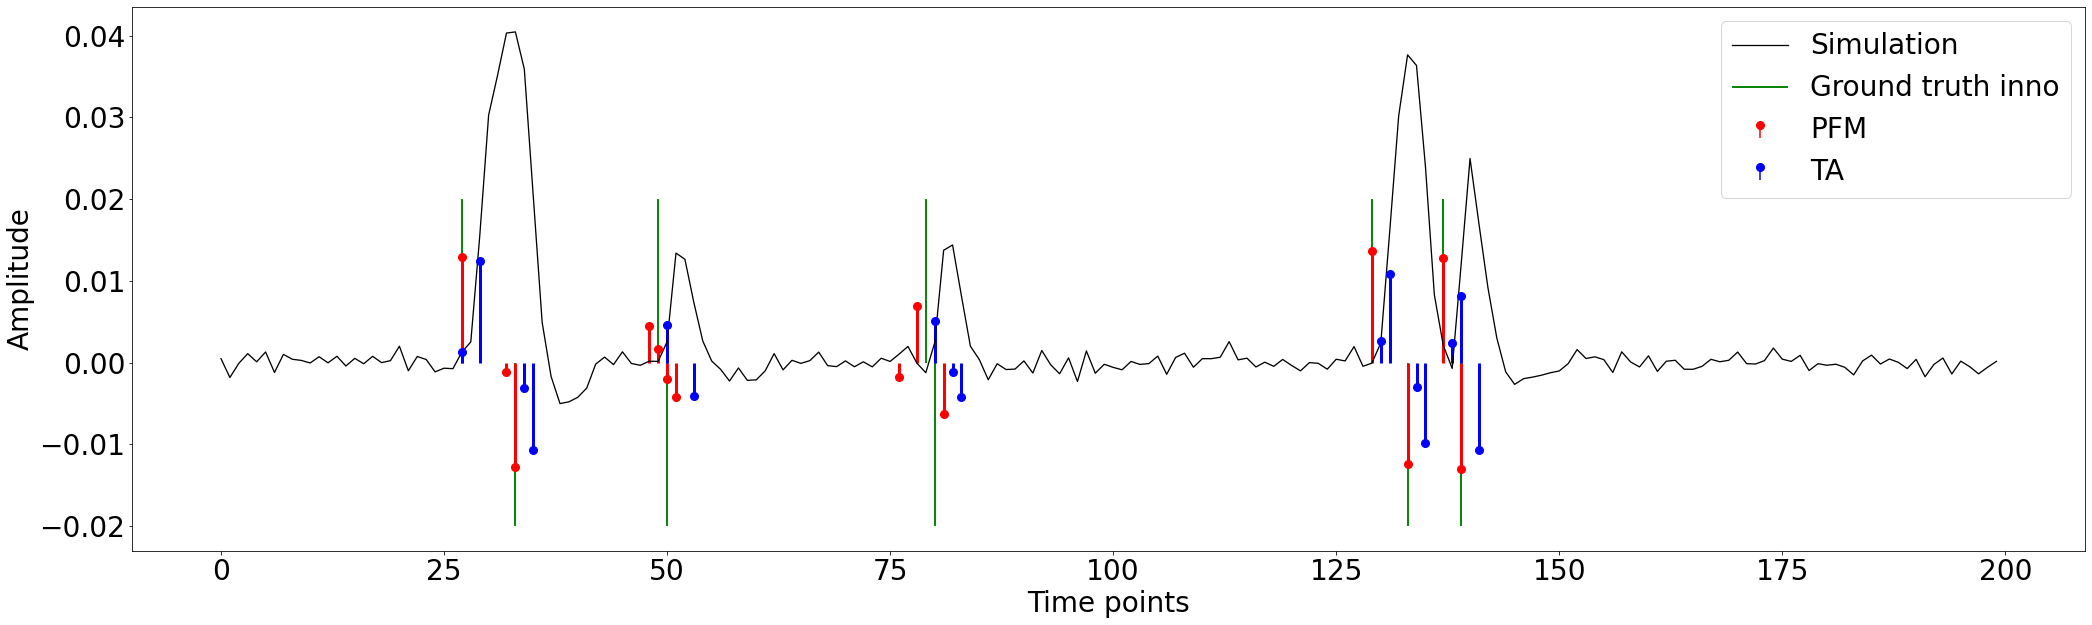 Amplitude
0.04
0.03
0.02
0.01
0.00
−0.01
−0.02
Simulation
Ground truth inno
PFM
TA
0 25 50 75 100 125 150 175 200
Time points